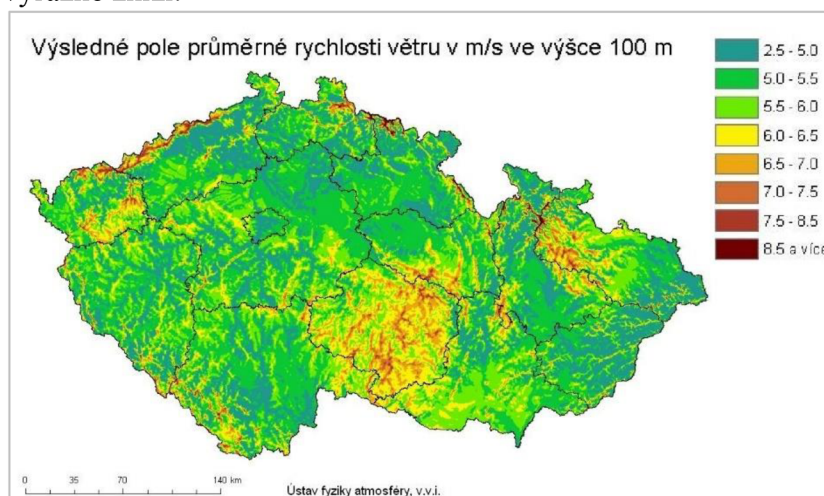 Výsledné pole průměrné rychlosti větru v m/s ve výšce 100 m
2.5 - 5.0
5.0 - 5.5
5.5 - 6.0
6.0 - 6.5
6.5 - 7.0
7.0 - 7.5
7.5 - 8.5
8.5 a více
0 35 70 140 km
Ústav fyziky atmosféry, v.v.i.